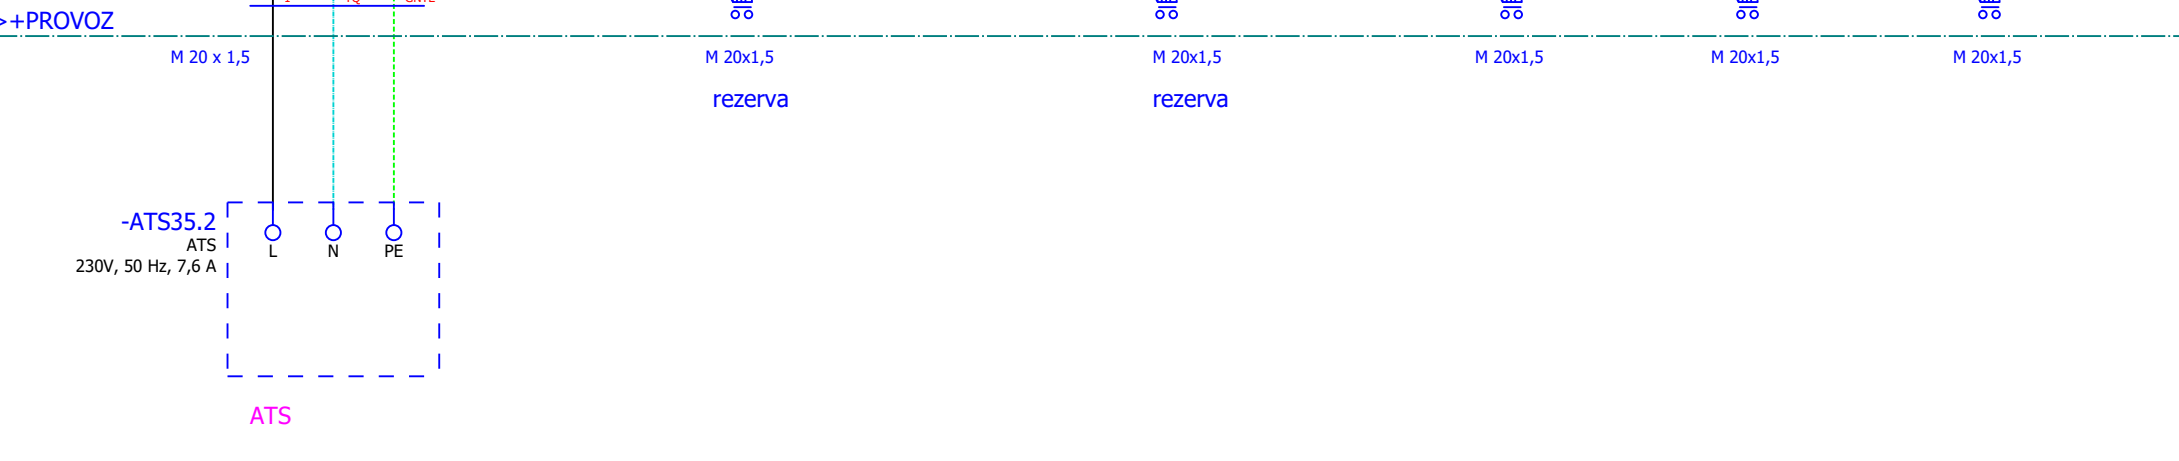 >+PROVOZ
M 20 x 1,5
M 20x1,5
M 20x1,5
M 20x1,5
M 20x1,5
M 20x1,5
rezerva
rezerva
-ATS35.2
ATS
230V, 50 Hz, 7,6 A
L N PE
ATS